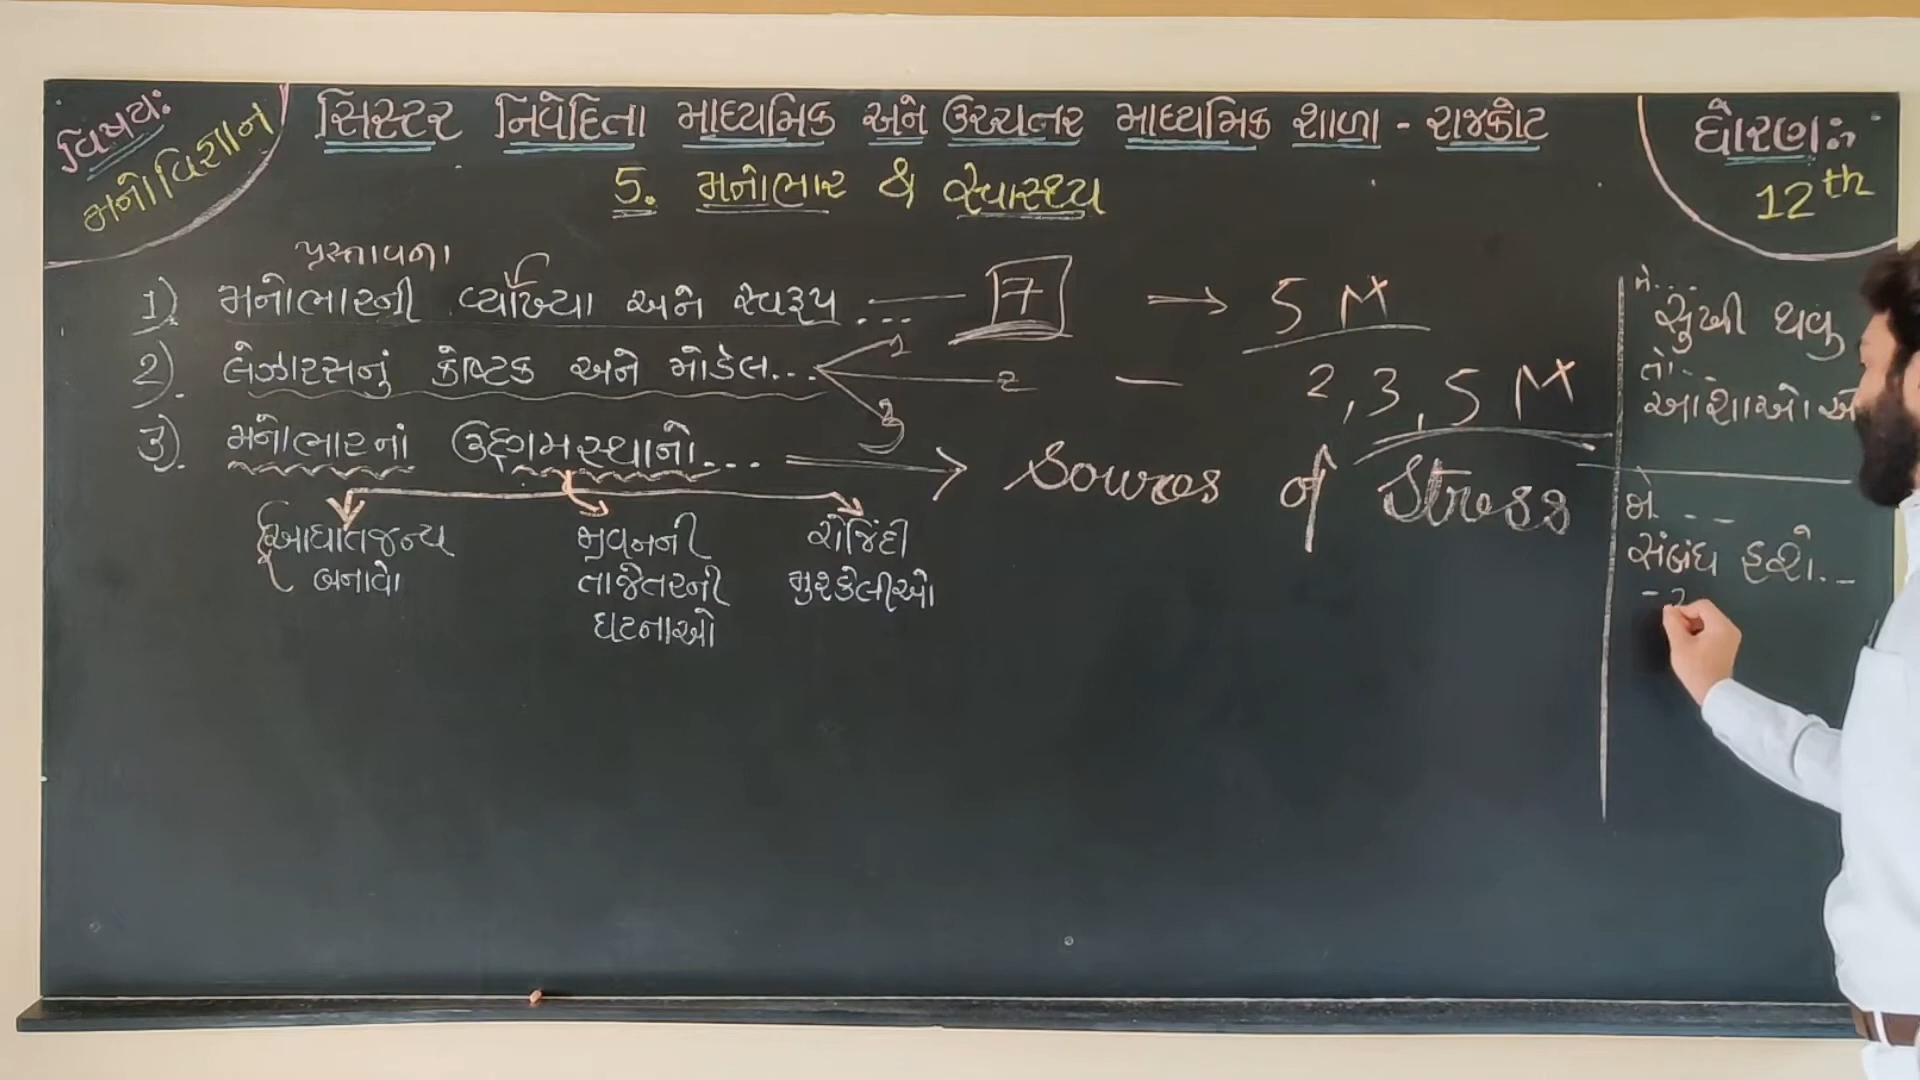 વિષય:
મનોવિજ્ઞાન
સિસ્ટર નિવેદિતા માધ્યમિક અને ઉચ્ચતર માધ્યમિક શાળા - રાજકોટ
ધોરણ:
12th
5. મનોભાર & સ્વાસ્થ્ય
પ્રસ્તાવના
1) મનોભારની વ્યાખ્યા અને સ્વરૂપ ... 7 → 5 M
2) લેઝારસનું કોષ્ટક અને મોડેલ... 1 2 3 — 2, 3, 5 M
3) મનોભારનાં ઉદ્દગમસ્થાનો... → Sources of Stress
આઘાતજન્ય
બનાવો
જીવનની
તાજેતરની
ઘટનાઓ
રોજિંદી
મુશ્કેલીઓ
સુખી થવુ
તો...
જો...
સંબંધ હશે...